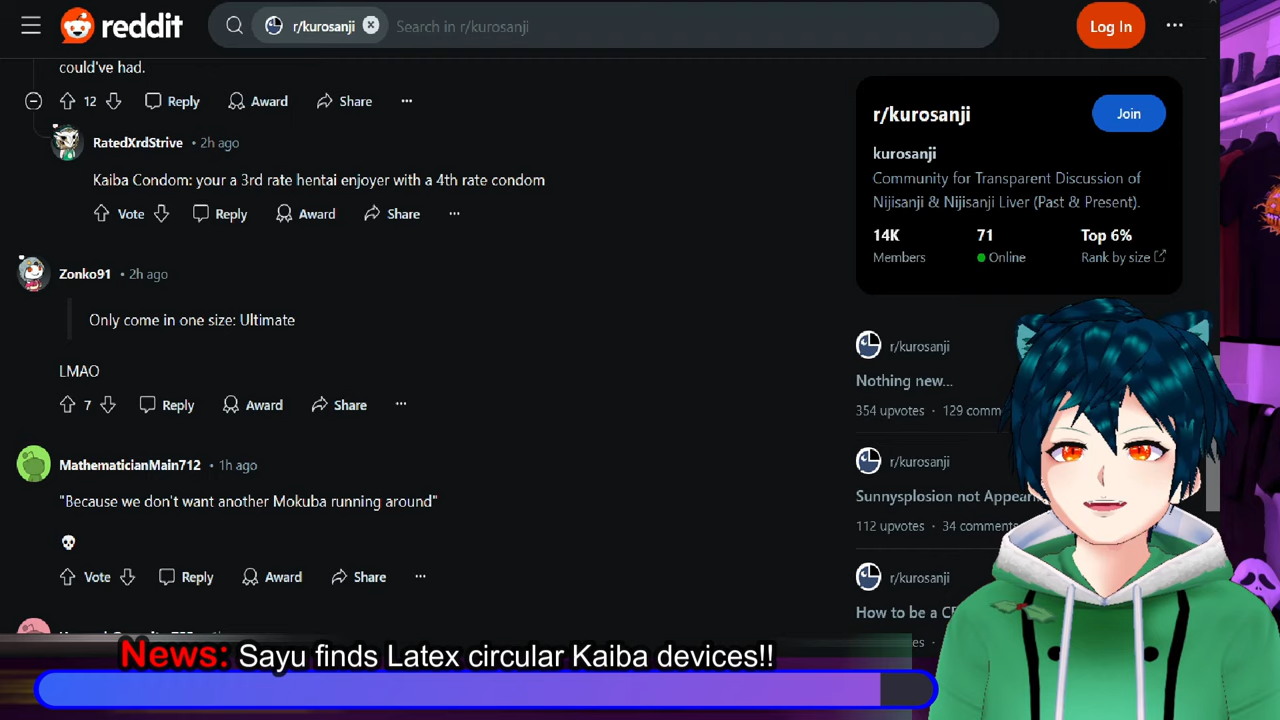 reddit
r/kurosanji
Search in r/kurosanji
Log In
could've had.
12
Reply
Award
Share
RatedXrdStrive • 2h ago
Kaiba Condom: your a 3rd rate hentai enjoyer with a 4th rate condom
Vote
Reply
Award
Share
Zonko91 • 2h ago
Only come in one size: Ultimate
LMAO
7
Reply
Award
Share
MathematicianMain712 • 1h ago
"Because we don't want another Mokuba running around"
💀
Vote
Reply
Award
Share
r/kurosanji
Join
kurosanji
Community for Transparent Discussion of
Nijisanji & Nijisanji Liver (Past & Present).
14K
71
Top 6%
Members
Online
Rank by size
r/kurosanji
Nothing new...
354 upvotes • 129 comm
r/kurosanji
Sunnysplosion not Appear
112 upvotes • 34 comments
r/kurosanji
How to be a
News: Sayu finds Latex circular Kaiba devices!!